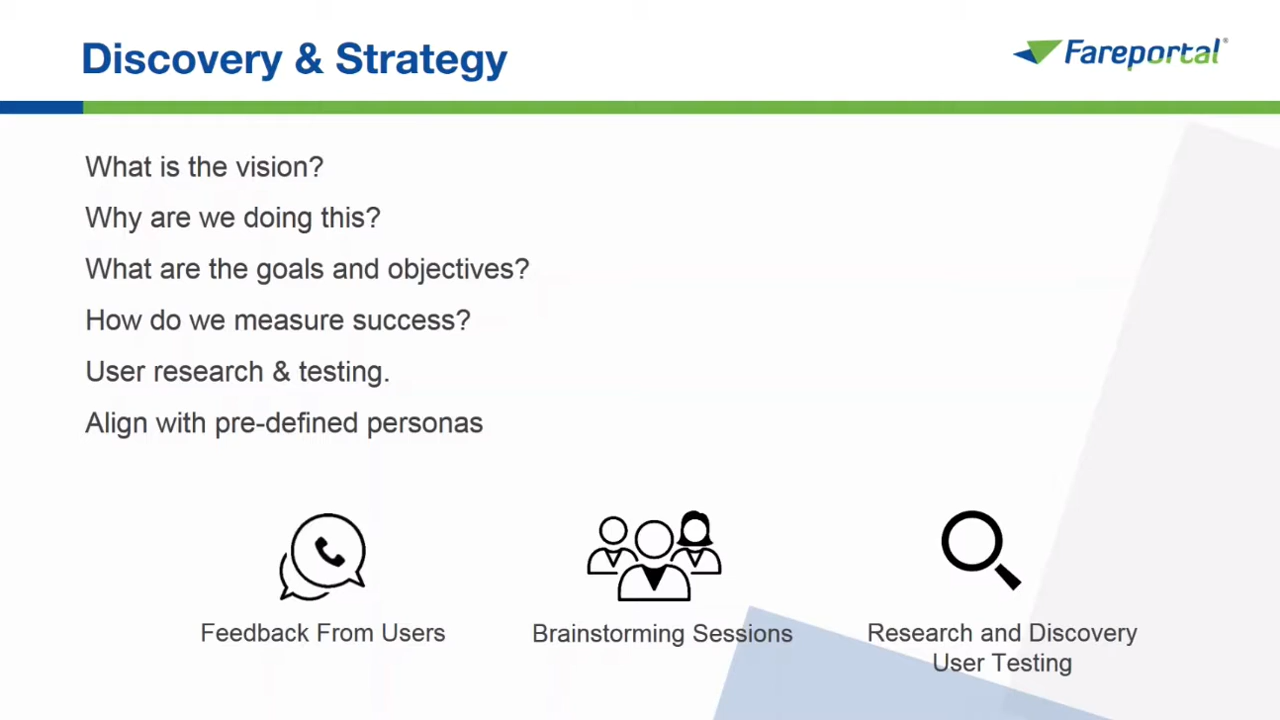 Discovery & Strategy
Fareportal®
What is the vision?
Why are we doing this?
What are the goals and objectives?
How do we measure success?
User research & testing.
Align with pre-defined personas
Feedback From Users
Brainstorming Sessions
Research and Discovery
User Testing